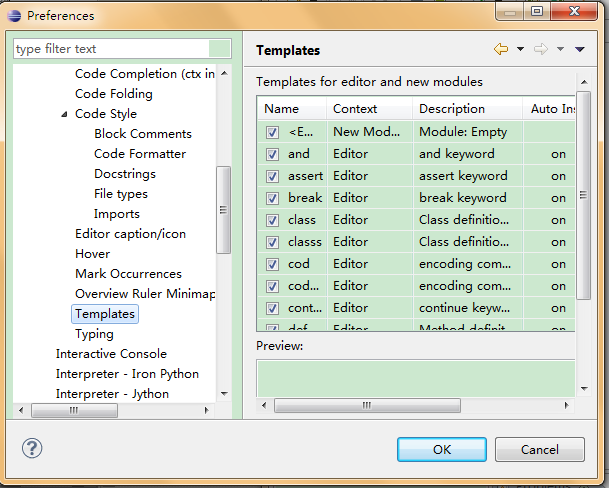 Preferences
type filter text
Code Completion (ctx in
Code Folding
Code Style
Block Comments
Code Formatter
Docstrings
File types
Imports
Editor caption/icon
Hover
Mark Occurrences
Overview Ruler Minimap
Templates
Typing
Interactive Console
Interpreter - Iron Python
Interpreter - Jython
Templates
Templates for editor and new modules
Name Context Description Auto Ins
<E... New Mod... Module: Empty
and Editor and keyword on
assert Editor assert keyword on
break Editor break keyword on
class Editor Class definitio... on
classs Editor Class definitio... on
cod Editor encoding com... on
cod... Editor encoding com... on
cont... Editor continue keyw... on
def Editor Method definit... on
Preview:
OK Cancel